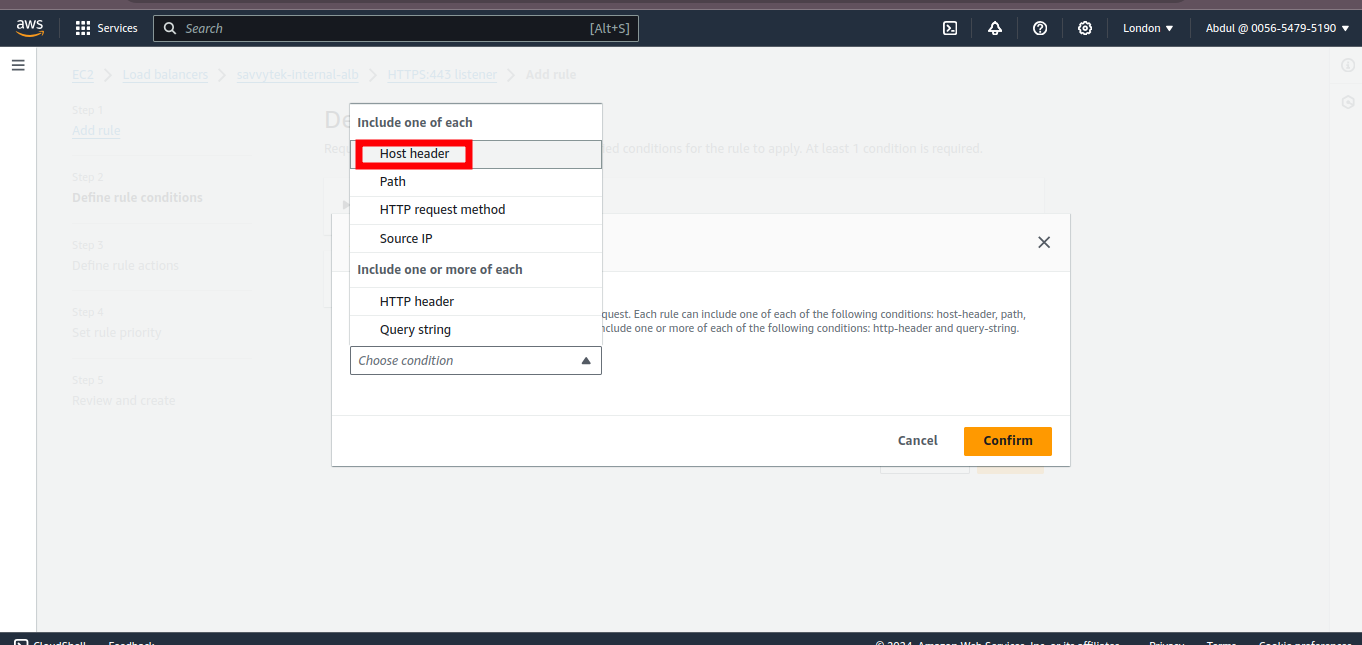 aws
Services
Search
[Alt+S]
London
Abdul @ 0056-5479-5190
EC2
Load balancers
savvytek-internal-alb
HTTPS:443 listener
Add rule
Step 1
Add rule
Step 2
Define rule conditions
Step 3
Define rule actions
Step 4
Set rule priority
Step 5
Review and create
De
Requ
ed conditions for the rule to apply. At least 1 condition is required.
Include one of each
Host header
Path
HTTP request method
Source IP
Include one or more of each
HTTP header
Query string
quest. Each rule can include one of each of the following conditions: host-header, path,
nclude one or more of each of the following conditions: http-header and query-string.
Choose condition
Cancel
Confirm
CloudShell
Feedback
© 2024, Amazon Web Services, Inc. or its affiliates.
Privacy
Terms
Cookie preferences